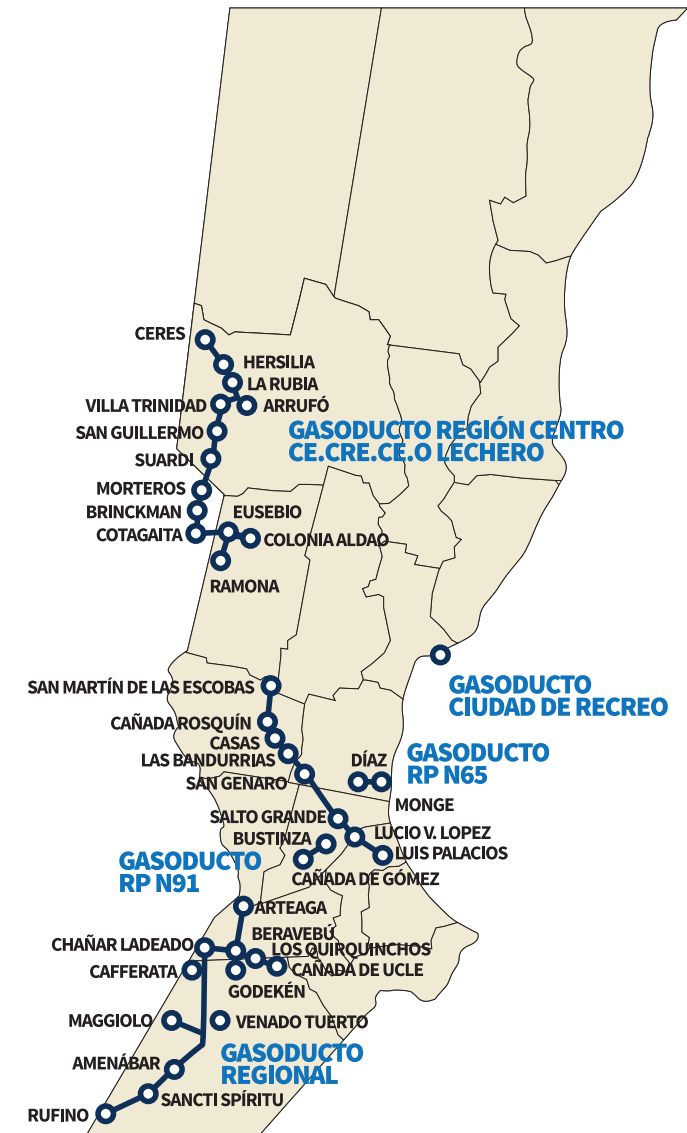 CERES
HERSILIA
LA RUBIA
VILLA TRINIDAD
ARRUFÓ
SAN GUILLERMO
GASODUCTO REGIÓN CENTRO
CE.CRE.CE.O LECHERO
SUARDI
MORTEROS
BRINCKMAN
EUSEBIO
COTAGAITA
COLONIA ALDAO
RAMONA
SAN MARTÍN DE LAS ESCOBAS
GASODUCTO
CIUDAD DE RECREO
CAÑADA ROSQUÍN
CASAS
LAS BANDURRIAS
SAN GENARO
DÍAZ
GASODUCTO
RP N65
MONGE
SALTO GRANDE
LUCIO V. LOPEZ
BUSTINZA
LUIS PALACIOS
GASODUCTO
RP N91
CAÑADA DE GÓMEZ
ARTEAGA
BERAVEBÚ
CHAÑAR LADEADO
LOS QUIRQUINCHOS
CAFFERATA
CAÑADA DE UCLE
GODEKÉN
MAGGIOLO
VENADO TUERTO
GASODUCTO
REGIONAL
AMENÁBAR
SANCTI SPÍRITU
RUFINO